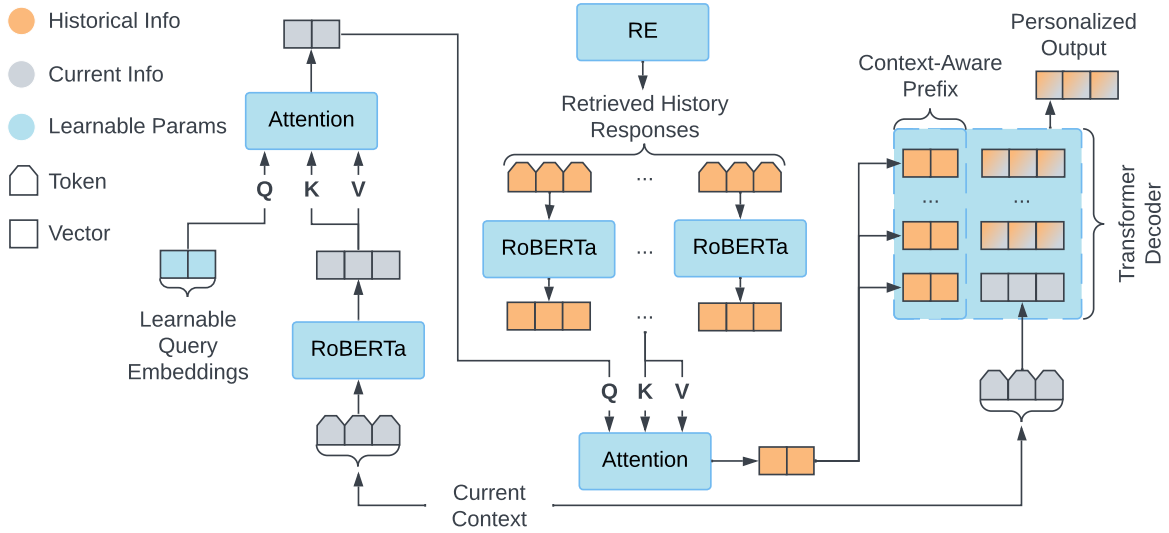 Historical Info
Current Info
Learnable Params
Token
Vector
Attention
Q
K
V
Learnable
Query
Embeddings
RoBERTa
RE
Retrieved History
Responses
...
RoBERTa
...
RoBERTa
...
Q
K
V
Attention
Current
Context
Context-Aware
Prefix
Personalized
Output
...
...
Transformer
Decoder